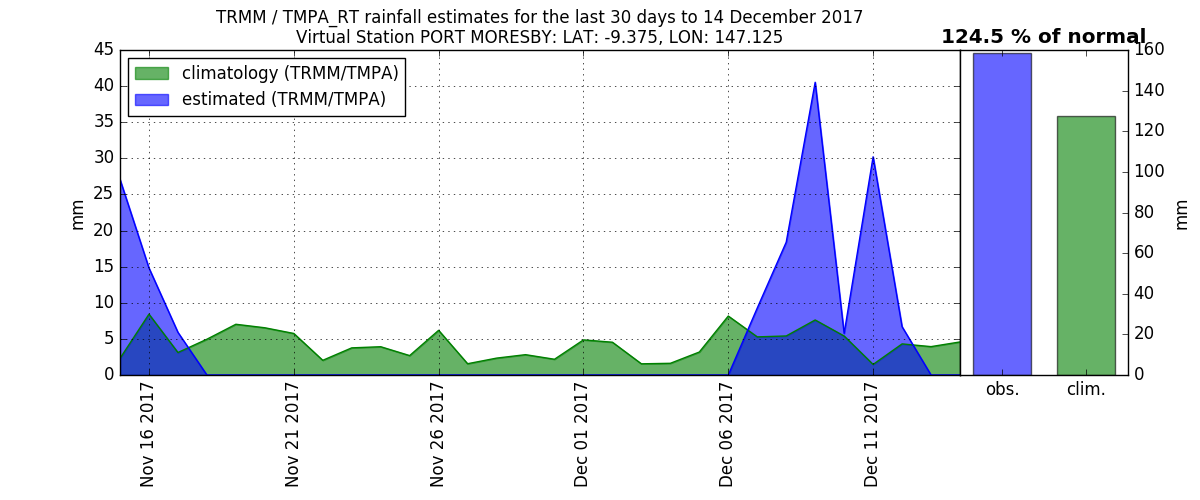 TRMM / TMPA_RT rainfall estimates for the last 30 days to 14 December 2017
Virtual Station PORT MORESBY: LAT: -9.375, LON: 147.125
124.5 % of normal
climatology (TRMM/TMPA)
estimated (TRMM/TMPA)
45
40
35
30
25
20
15
10
5
0
mm
Nov 16 2017
Nov 21 2017
Nov 26 2017
Dec 01 2017
Dec 06 2017
Dec 11 2017
obs.
clim.
160
140
120
100
80
60
40
20
0
mm